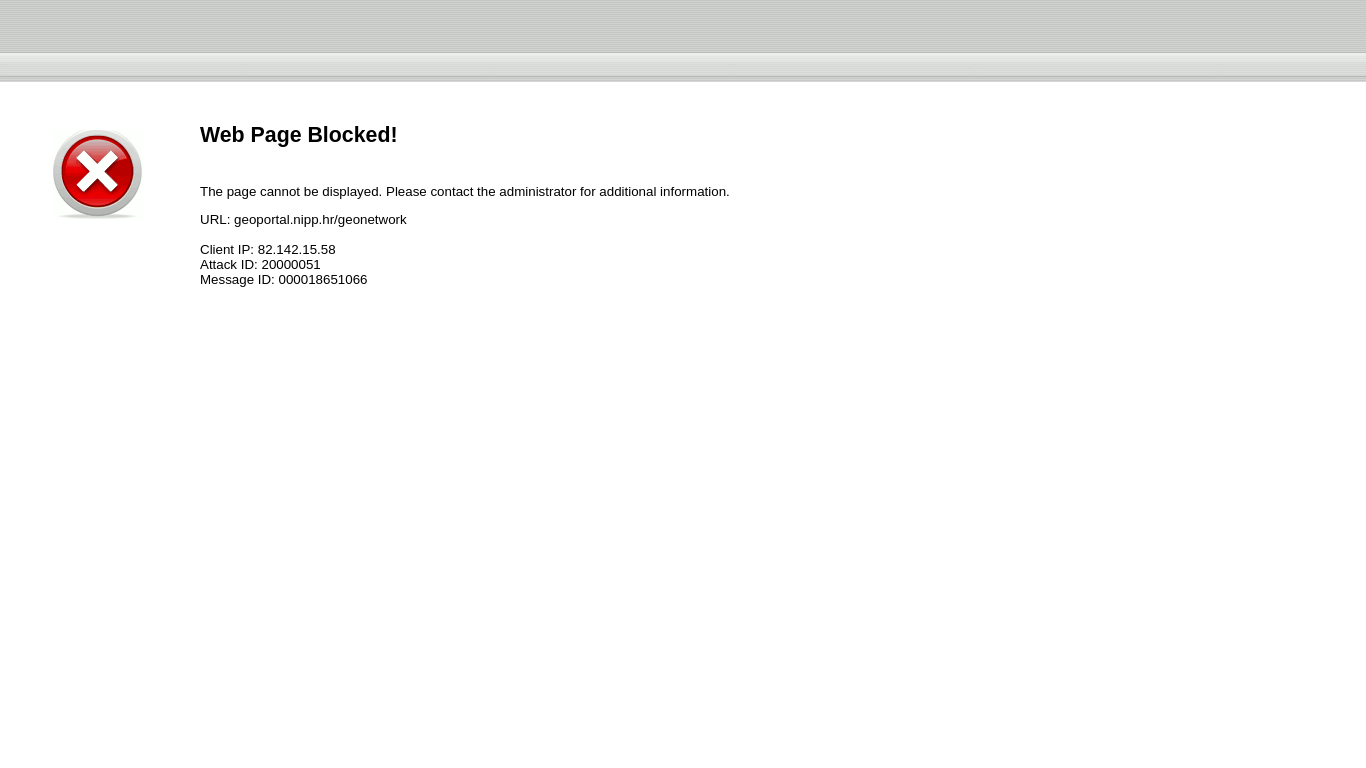 Web Page Blocked!
The page cannot be displayed. Please contact the administrator for additional information.
URL: geoportal.nipp.hr/geonetwork
Client IP: 82.142.15.58
Attack ID: 20000051
Message ID: 000018651066